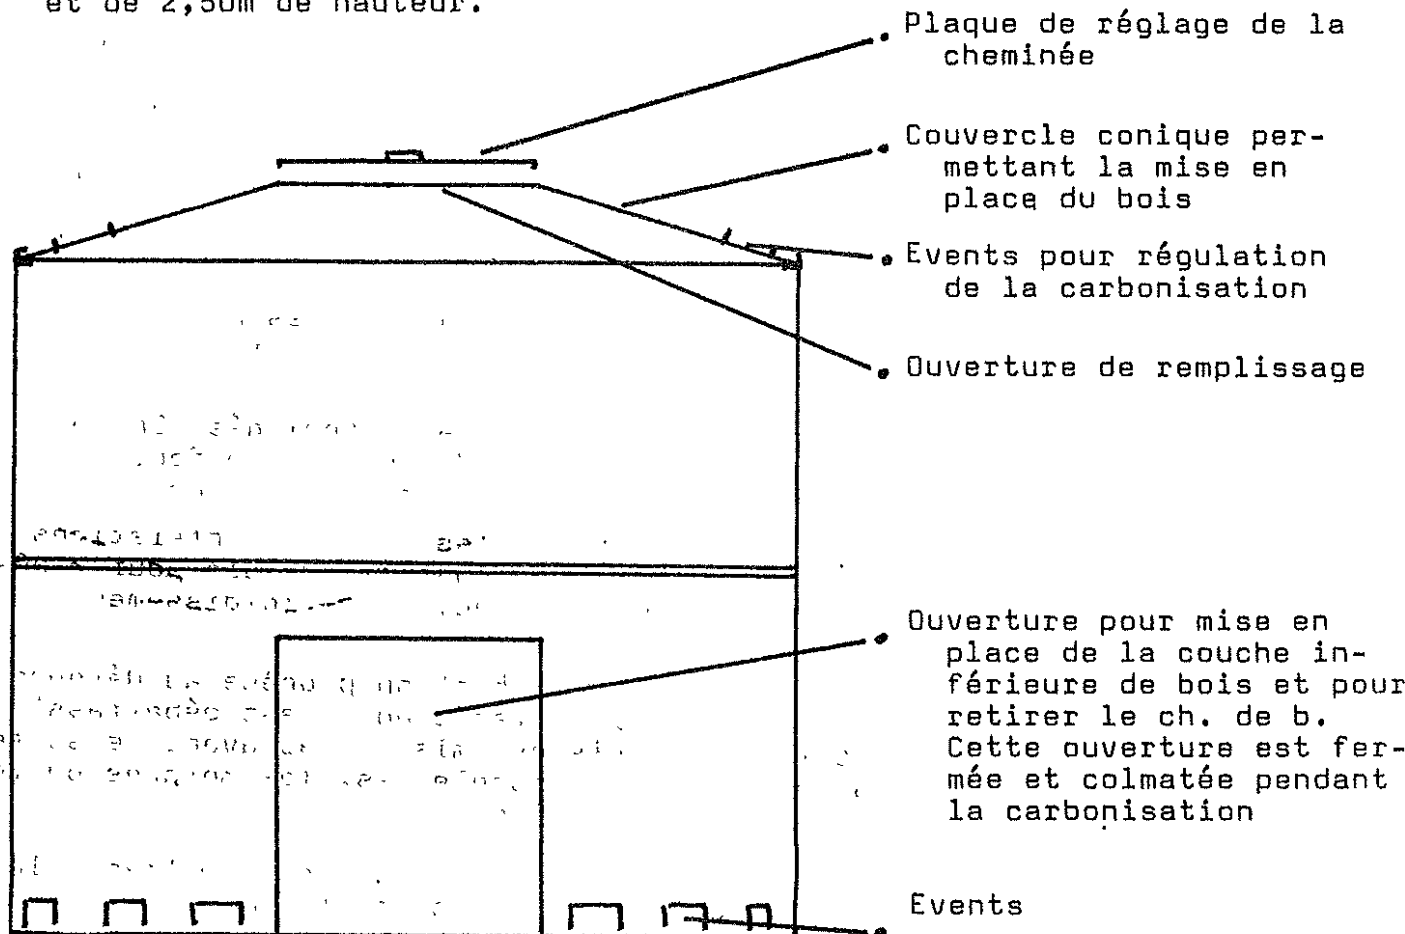 et de 2,50m de hauteur.
Plaque de réglage de la
cheminée
Couvercle conique per-
mettant la mise en
place du bois
Events pour régulation
de la carbonisation
Ouverture de remplissage
Ouverture pour mise en
place de la couche in-
férieure de bois et pour
retirer le ch. de b.
Cette ouverture est fer-
mée et colmatée pendant
la carbonisation
Events